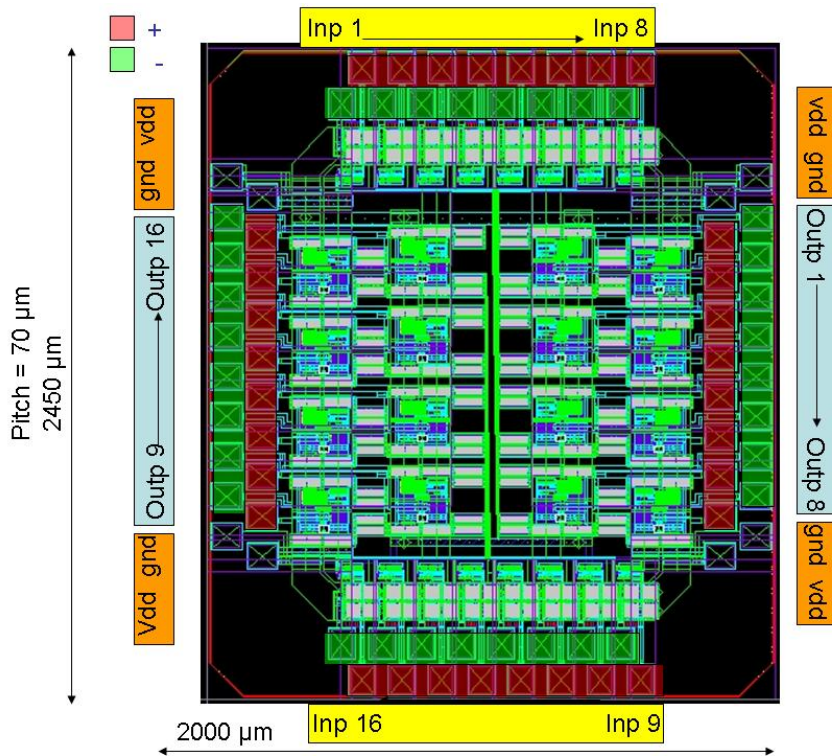 Inp 1
Inp 8
+
-
gnd vdd
vdd gnd
Outp 16
Outp 1
Pitch = 70 µm
2450 µm
Outp 9
Outp 8
Vdd gnd
gnd vdd
Inp 16
Inp 9
2000 µm